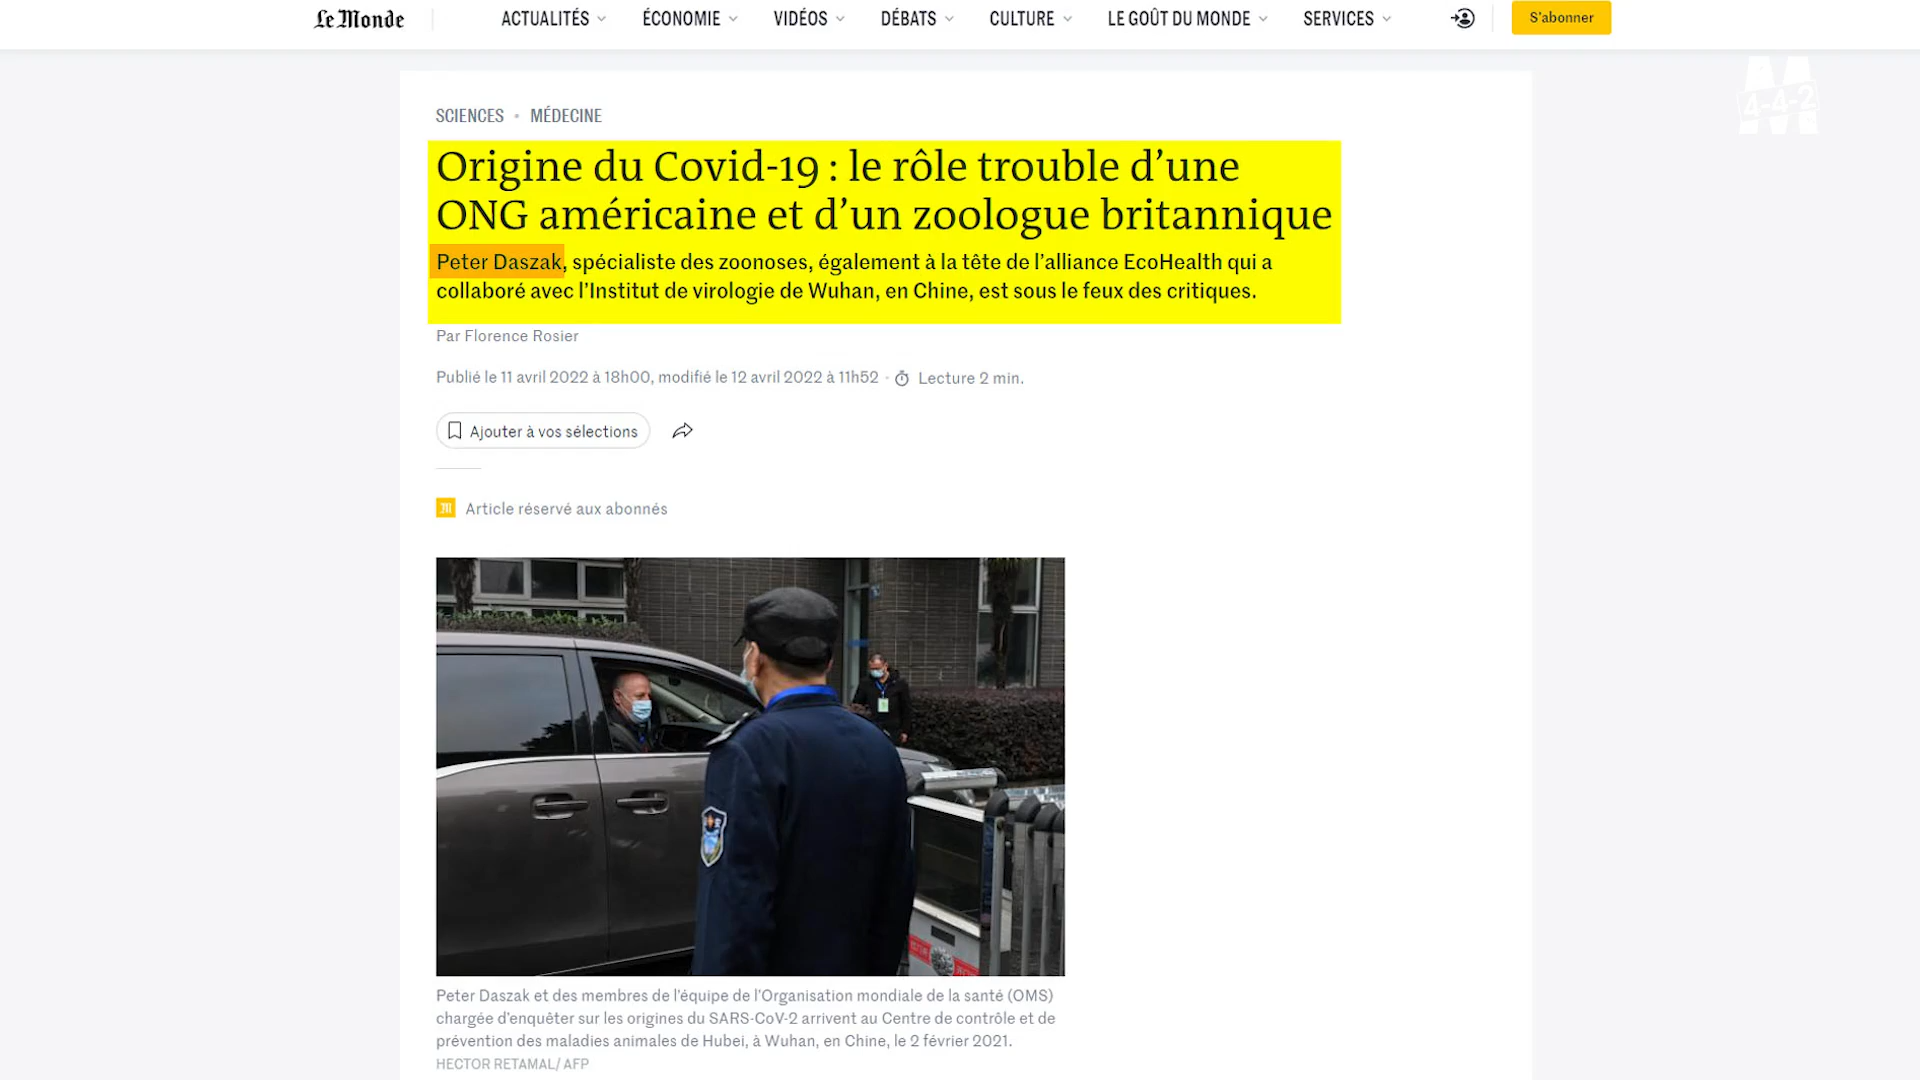 Le Monde
ACTUALITÉS ÉCONOMIE VIDÉOS DÉBATS CULTURE LE GOÛT DU MONDE SERVICES S'abonner
4-4-2
SCIENCES • MÉDECINE
Origine du Covid-19 : le rôle trouble d’une
ONG américaine et d’un zoologue britannique
Peter Daszak, spécialiste des zoonoses, également à la tête de l’alliance EcoHealth qui a
collaboré avec l’Institut de virologie de Wuhan, en Chine, est sous le feux des critiques.
Par Florence Rosier
Publié le 11 avril 2022 à 18h00, modifié le 12 avril 2022 à 11h52 • Lecture 2 min.
Ajouter à vos sélections
Article réservé aux abonnés
Peter Daszak et des membres de l’équipe de l’Organisation mondiale de la santé (OMS)
chargée d’enquêter sur les origines du SARS-CoV-2 arrivent au Centre de contrôle et de
prévention des maladies animales de Hubei, à Wuhan, en Chine, le 2 février 2021.
HECTOR RETAMAL/ AFP